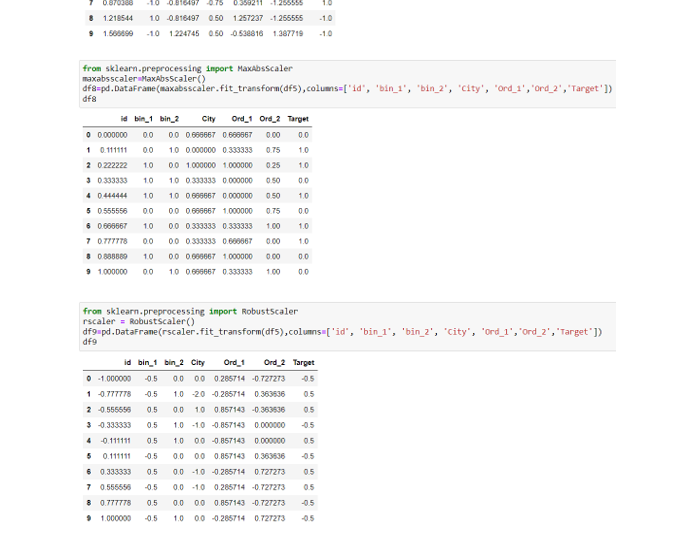 7 0.870388 -1.0 -0.816497 -0.75 0.359211 -1.255555 1.0
8 1.218544 1.0 -0.816497 0.50 1.257237 -1.255555 -1.0
9 1.566699 -1.0 1.224745 0.50 -0.538816 1.387719 -1.0
from sklearn.preprocessing import MaxAbsScaler
maxabsscaler=MaxAbsScaler()
df8=pd.DataFrame(maxabsscaler.fit_transform(df5),columns=['id', 'bin_1', 'bin_2', 'City', 'Ord_1','Ord_2','Target'])
df8
id bin_1 bin_2 City Ord_1 Ord_2 Target
0 0.000000 0.0 0.0 0.666667 0.666667 0.00 0.0
1 0.111111 0.0 1.0 0.000000 0.333333 0.75 1.0
2 0.222222 1.0 0.0 1.000000 1.000000 0.25 1.0
3 0.333333 1.0 1.0 0.333333 0.000000 0.50 0.0
4 0.444444 1.0 1.0 0.666667 0.000000 0.50 1.0
5 0.555556 0.0 0.0 0.666667 1.000000 0.75 0.0
6 0.666667 1.0 0.0 0.333333 0.333333 1.00 1.0
7 0.777778 0.0 0.0 0.333333 0.666667 0.00 1.0
8 0.888889 1.0 0.0 0.666667 1.000000 0.00 0.0
9 1.000000 0.0 1.0 0.666667 0.333333 1.00 0.0
from sklearn.preprocessing import RobustScaler
rscaler = RobustScaler()
df9=pd.DataFrame(rscaler.fit_transform(df5),columns=['id', 'bin_1', 'bin_2', 'City', 'Ord_1','Ord_2','Target'])
df9
id bin_1 bin_2 City Ord_1 Ord_2 Target
0 -1.000000 -0.5 0.0 0.0 0.285714 -0.727273 -0.5
1 -0.777778 -0.5 1.0 -2.0 -0.285714 0.363636 0.5
2 -0.555556 0.5 0.0 1.0 0.857143 -0.363636 0.5
3 -0.333333 0.5 1.0 -1.0 -0.857143 0.000000 -0.5
4 -0.111111 0.5 1.0 0.0 -0.857143 0.000000 0.5
5 0.111111 -0.5 0.0 0.0 0.857143 0.363636 -0.5
6 0.333333 0.5 0.0 -1.0 -0.285714 0.727273 0.5
7 0.555556 -0.5 0.0 -1.0 0.285714 -0.727273 0.5
8 0.777778 0.5 0.0 0.0 0.857143 -0.727273 -0.5
9 1.000000 -0.5 1.0 0.0 -0.285714 0.727273 -0.5